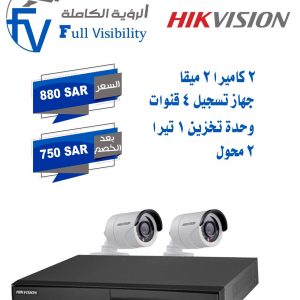 الرؤية الكاملة
Full Visibility
FV
HIKVISION
٢ كاميرا ٢ ميقا
جهاز تسجيل ٤ قنوات
وحدة تخزين ١ تيرا
٢ محول
السعر
880 SAR
بعد الخصم
750 SAR
HIKVISION